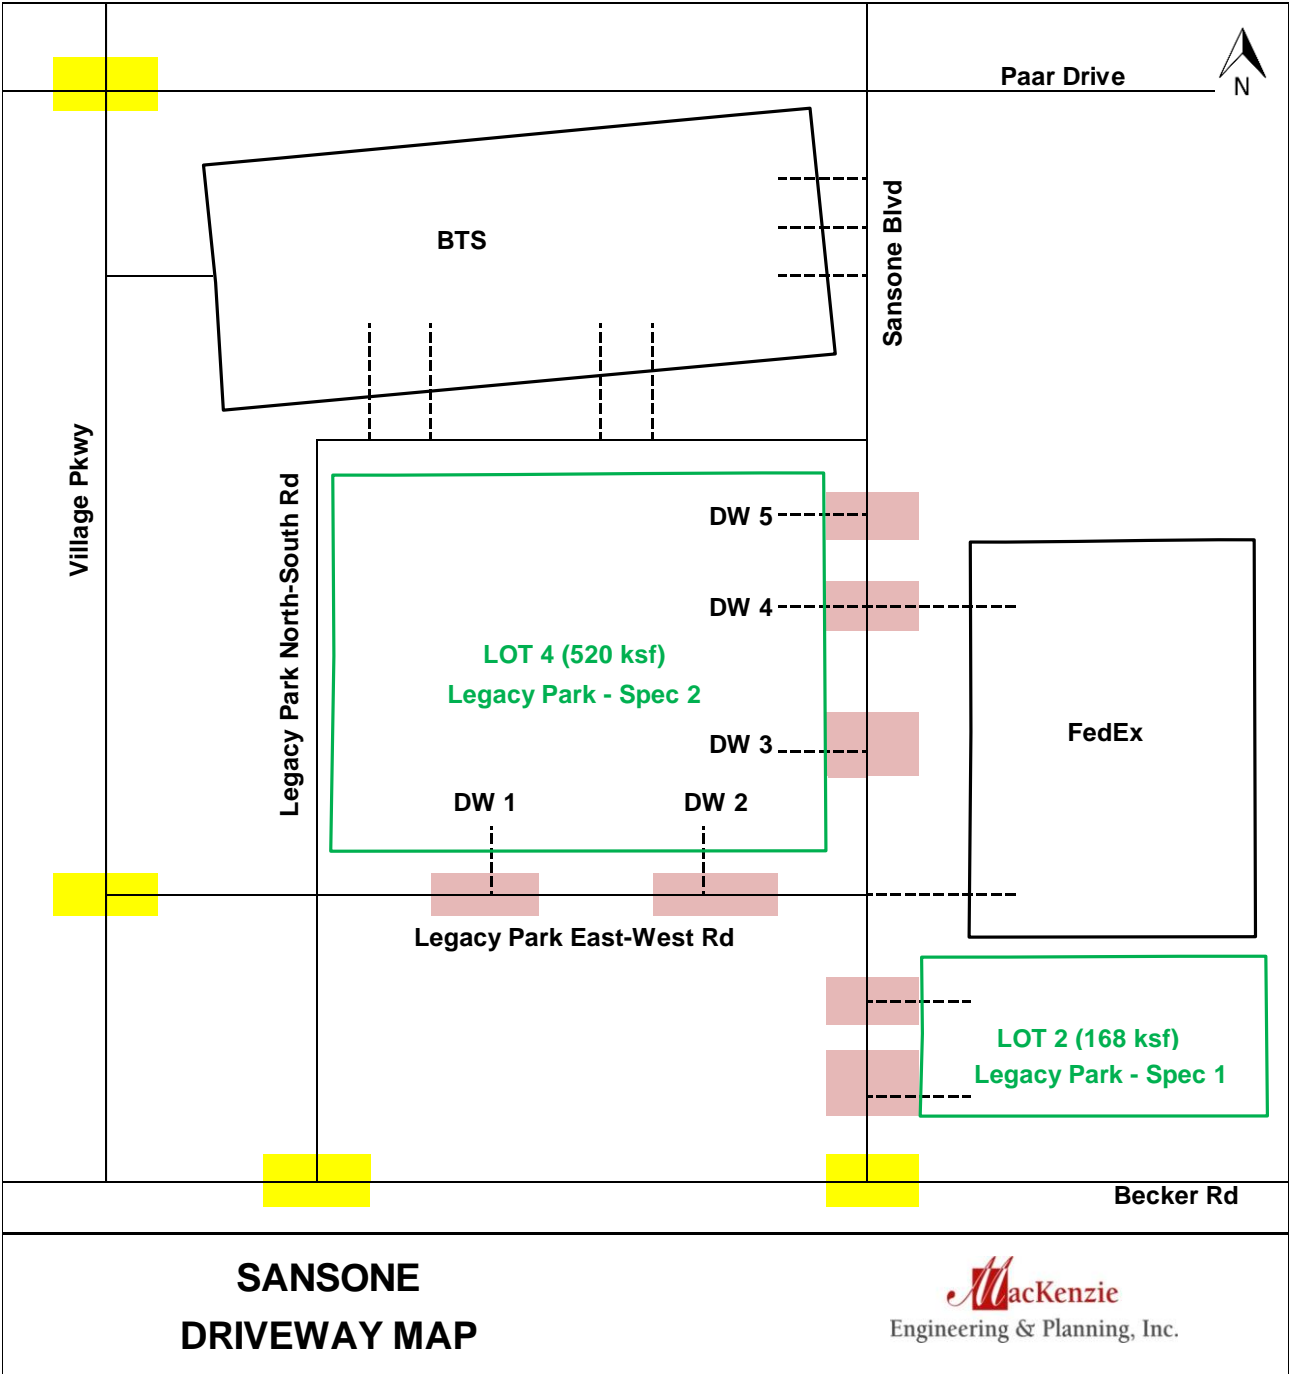 Paar Drive
N
BTS
Sansone Blvd
Village Pkwy
Legacy Park North-South Rd
DW 5
DW 4
LOT 4 (520 ksf)
Legacy Park - Spec 2
DW 3
FedEx
DW 1
DW 2
Legacy Park East-West Rd
LOT 2 (168 ksf)
Legacy Park - Spec 1
Becker Rd
SANSONE
DRIVEWAY MAP
MacKenzie
Engineering & Planning, Inc.